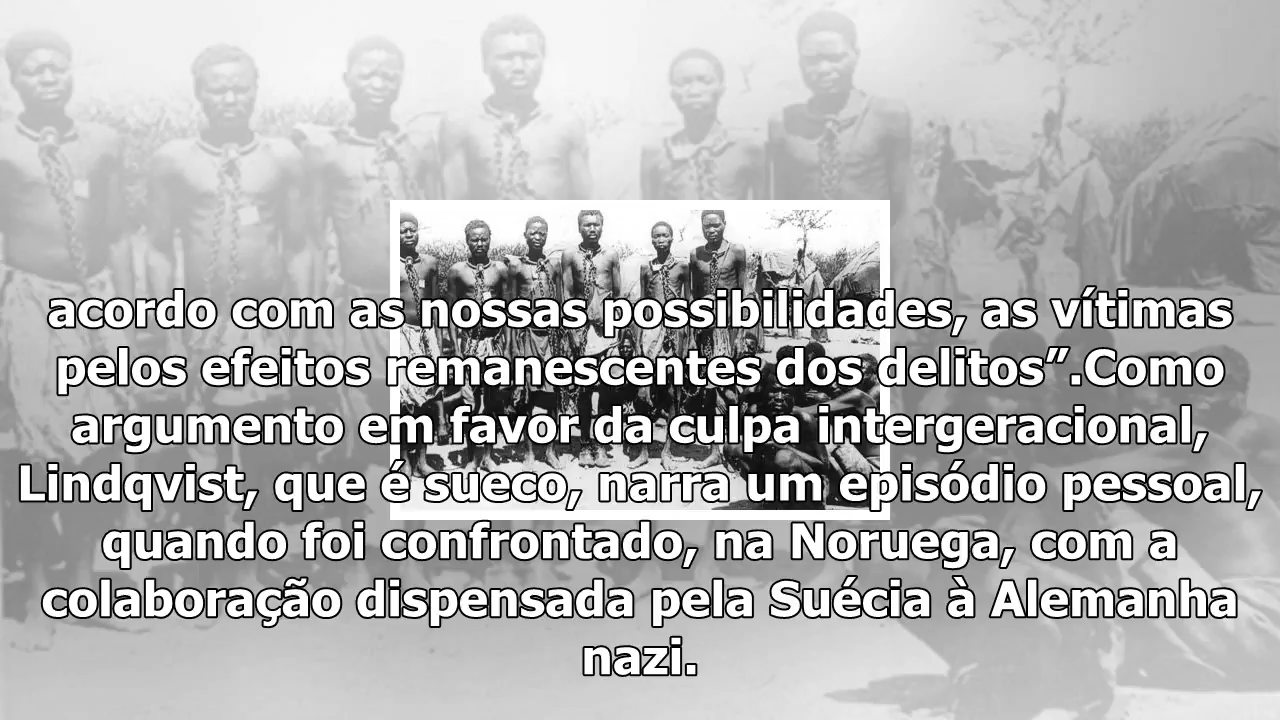 acordo com as nossas possibilidades, as vítimas
pelos efeitos remanescentes dos delitos”.Como
argumento em favor da culpa intergeracional,
Lindqvist, que é sueco, narra um episódio pessoal,
quando foi confrontado, na Noruega, com a
colaboração dispensada pela Suécia à Alemanha
nazi.